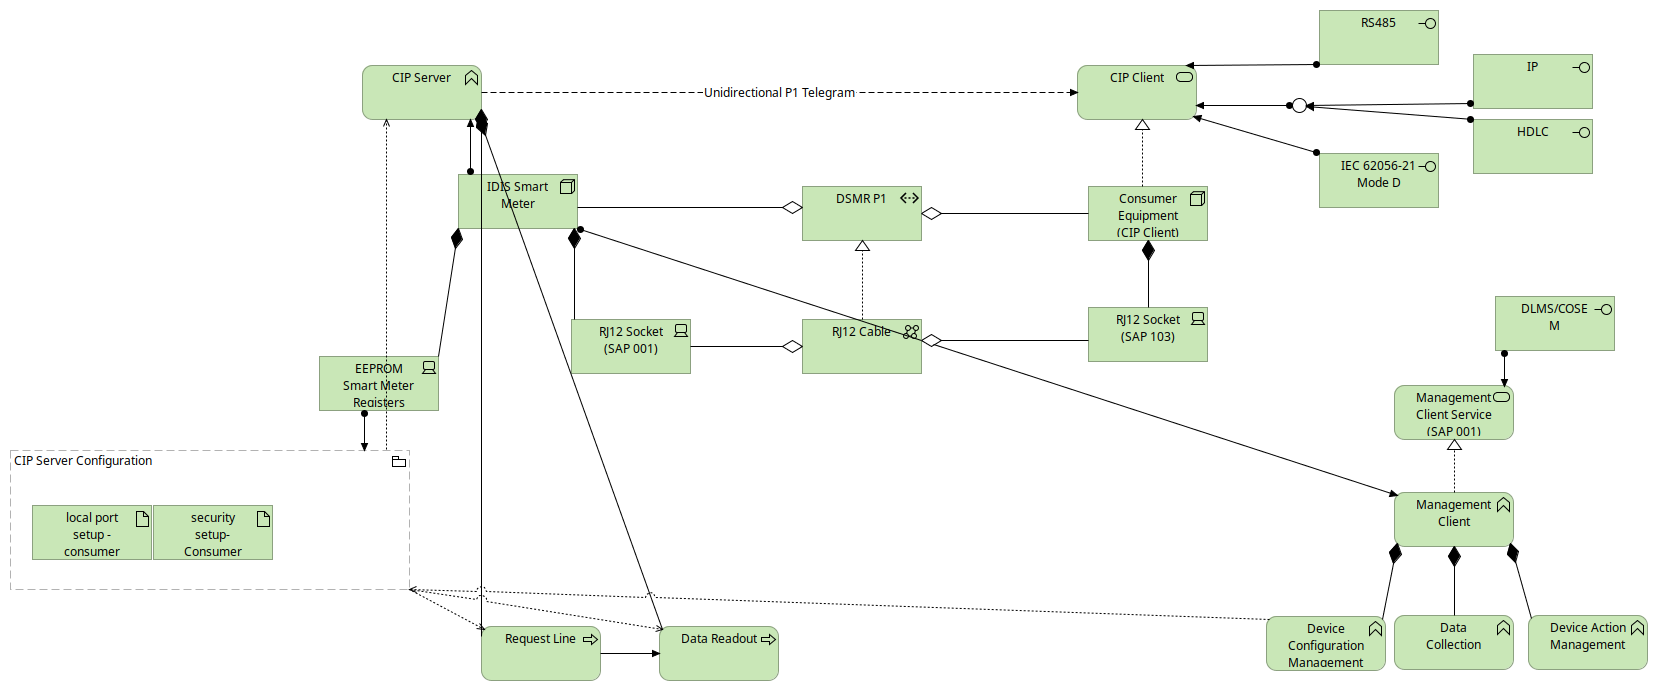 RS485
CIP Server
CIP Client
IP
Unidirectional P1 Telegram
HDLC
IEC 62056-21
Mode D
IDIS Smart
Meter
DSMR P1
Consumer
Equipment
(CIP Client)
RJ12 Socket
(SAP 001)
RJ12 Cable
RJ12 Socket
(SAP 103)
DLMS/COSE
M
EEPROM
Smart Meter
Registers
Management
Client Service
(SAP 001)
CIP Server Configuration
local port
setup -
consumer
security
setup-
Consumer
Management
Client
Request Line
Data Readout
Device
Configuration
Management
Data
Collection
Device Action
Management